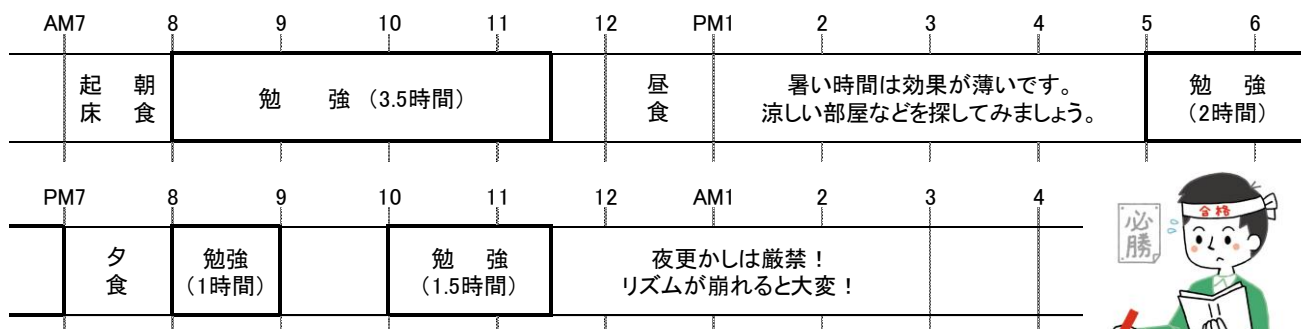 AM7 8 9 10 11 12 PM1 2 3 4 5 6
起床 朝食
勉強（3.5時間）
昼食
暑い時間は効果が薄いです。
涼しい部屋などを探してみましょう。
勉強
（2時間）
PM7 8 9 10 11 12 AM1 2 3 4
夕食
勉強
（1時間）
勉強
（1.5時間）
夜更かしは厳禁！
リズムが崩れると大変！
必勝
合格